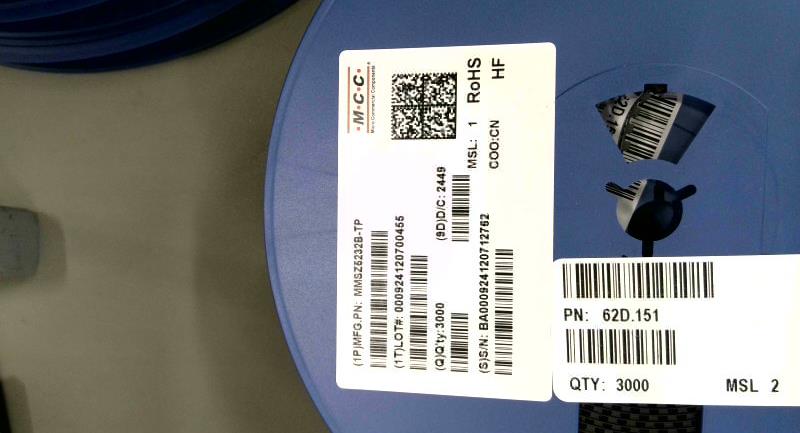 ·M·C·C·
Micro Commercial Components
RoHS
HF
MSL: 1
COO:CN
(1P)MFG.PN: MMSZ5232B-TP
(1T)LOT#: 000924120700455
(Q)Q'ty:3000
(9D)D/C: 2449
(S)S/N: BA000924120712762
PN: 62D.151
QTY: 3000
MSL 2